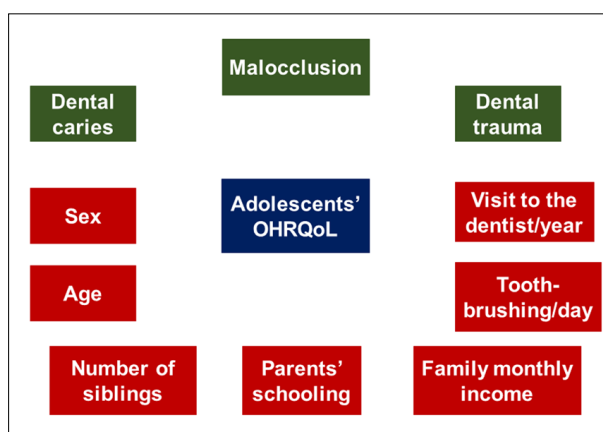 Malocclusion
Dental
caries
Dental
trauma
Sex
Adolescents’
OHRQoL
Visit to the
dentist/year
Age
Tooth-
brushing/day
Number of
siblings
Parents’
schooling
Family monthly
income